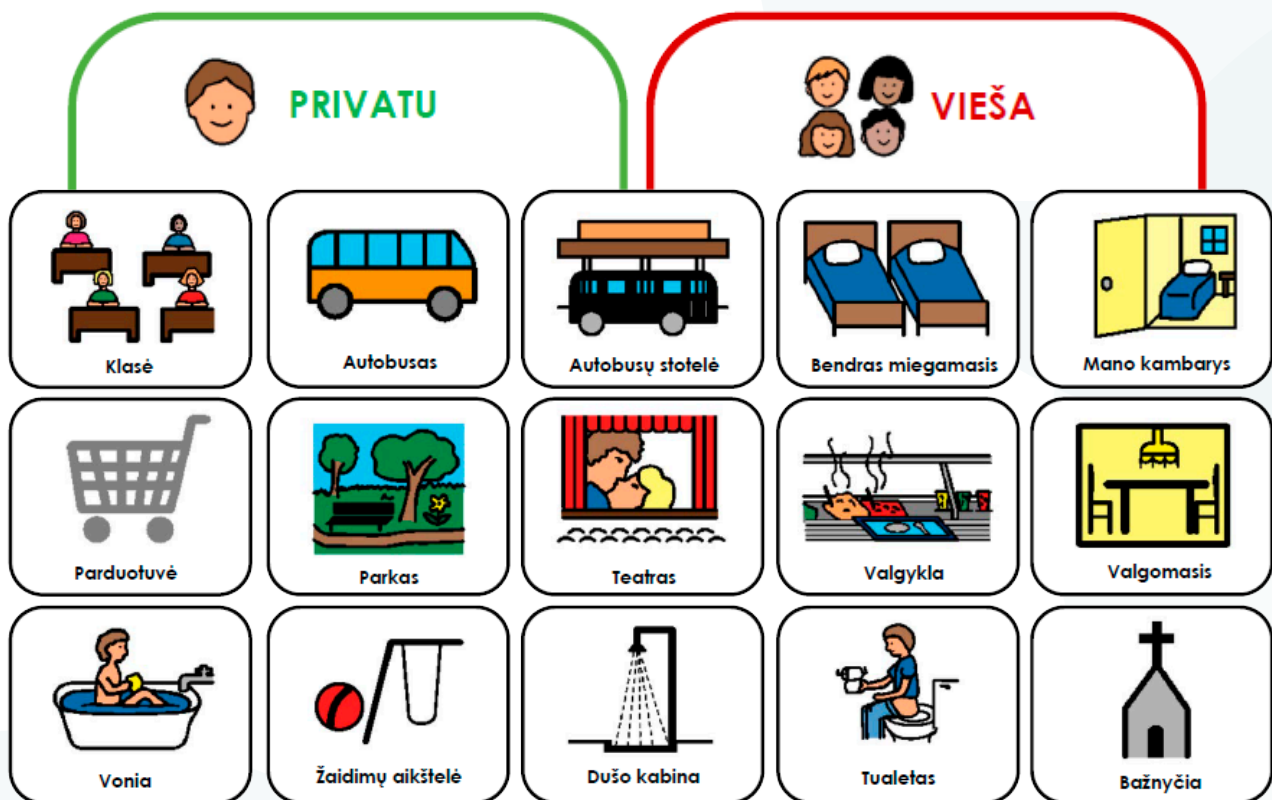 PRIVATU
VIEŠA
Klasė
Autobusas
Autobusų stotelė
Bendras miegamasis
Mano kambarys
Parduotuvė
Parkas
Teatras
Valgykla
Valgomasis
Vonia
Žaidimų aikštelė
Dušo kabina
Tualetas
Bažnyčia